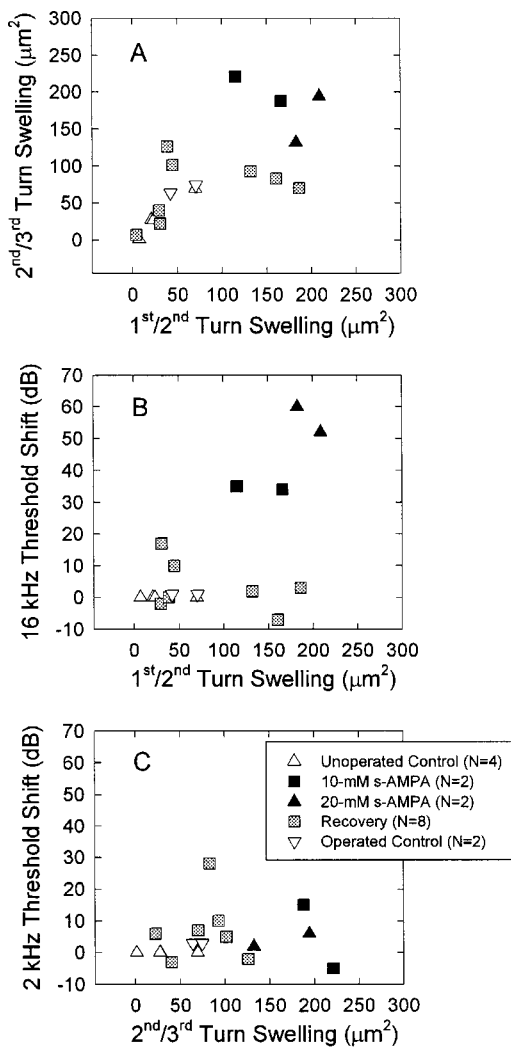 A
300
250
200
150
100
50
0
2nd/3rd Turn Swelling (μm²)
0 50 100 150 200 250 300
1st/2nd Turn Swelling (μm²)
B
70
60
50
40
30
20
10
0
-10
16 kHz Threshold Shift (dB)
0 50 100 150 200 250 300
1st/2nd Turn Swelling (μm²)
C
70
60
50
40
30
20
10
0
-10
2 kHz Threshold Shift (dB)
Unoperated Control (N=4)
10-mM s-AMPA (N=2)
20-mM s-AMPA (N=2)
Recovery (N=8)
Operated Control (N=2)
0 50 100 150 200 250 300
2nd/3rd Turn Swelling (μm²)